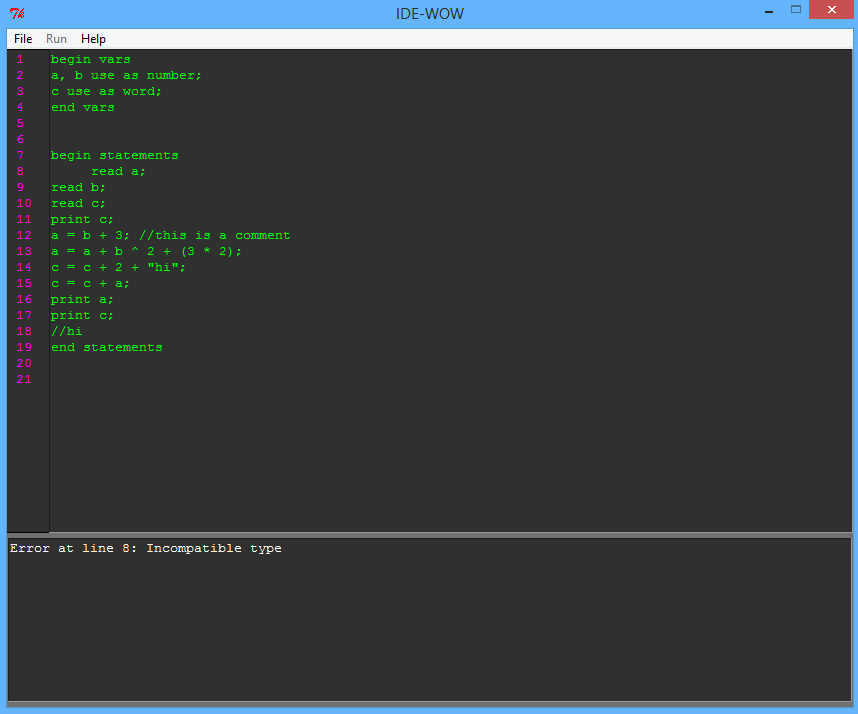 IDE-WOW
File Run Help
1 begin vars
2 a, b use as number;
3 c use as word;
4 end vars
5
6
7 begin statements
8 read a;
9 read b;
10 read c;
11 print c;
12 a = b + 3; //this is a comment
13 a = a + b ^ 2 + (3 * 2);
14 c = c + 2 + "hi";
15 c = c + a;
16 print a;
17 print c;
18 //hi
19 end statements
20
21
Error at line 8: Incompatible type